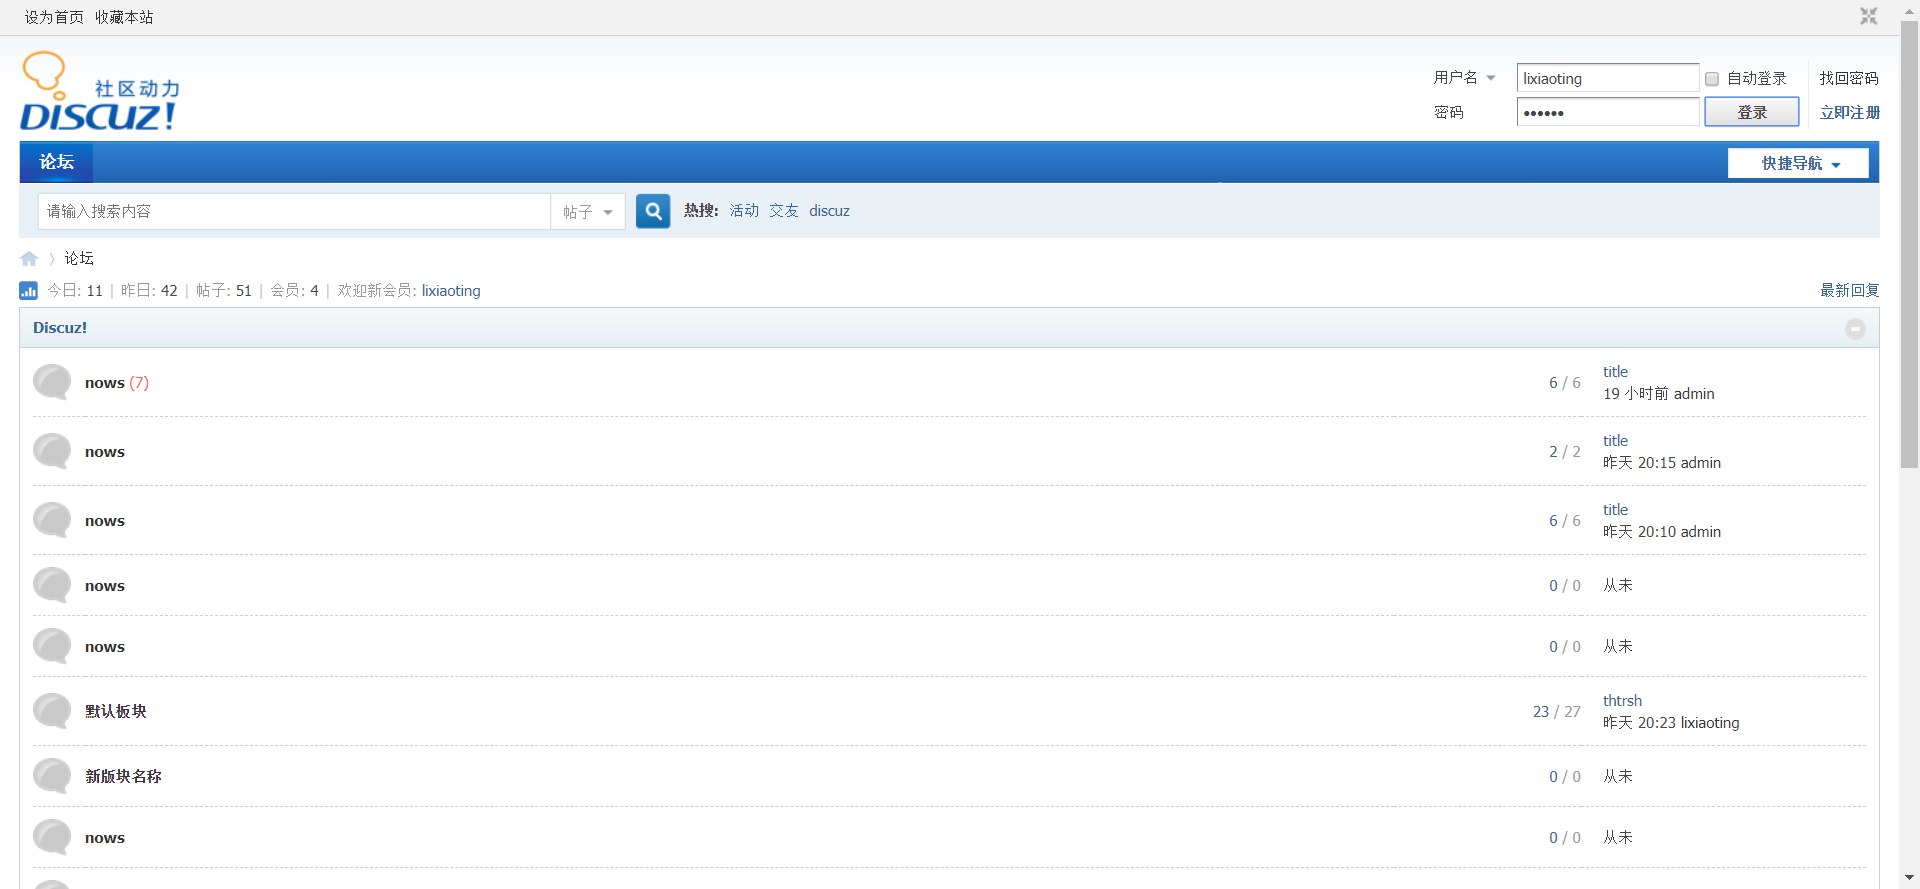 设为首页 收藏本站
社区动力
DISCUZ!
用户名 lixiaoting 自动登录 找回密码
密码 •••••• 登录 立即注册
论坛 快捷导航
请输入搜索内容 帖子 热搜: 活动 交友 discuz
论坛
今日: 11 | 昨日: 42 | 帖子: 51 | 会员: 4 | 欢迎新会员: lixiaoting 最新回复
Discuz!
nows (7) 6 / 6 title
19 小时前 admin
nows 2 / 2 title
昨天 20:15 admin
nows 6 / 6 title
昨天 20:10 admin
nows 0 / 0 从未
nows 0 / 0 从未
默认板块 23 / 27 thtrsh
昨天 20:23 lixiaoting
新版块名称 0 / 0 从未
nows 0 / 0 从未